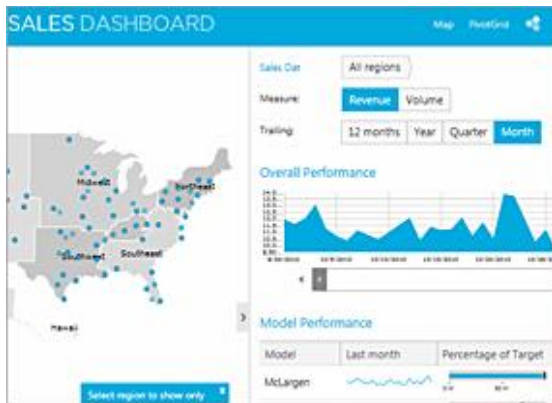 SALES DASHBOARD
Map PivotGrid
Sales Dat All regions
Measure: Revenue Volume
Trailing: 12 months Year Quarter Month
Overall Performance
Midwest
Northeast
Southwest
Southeast
Hawaii
Model Performance
Model Last month Percentage of Target
McLargen
Select region to show only